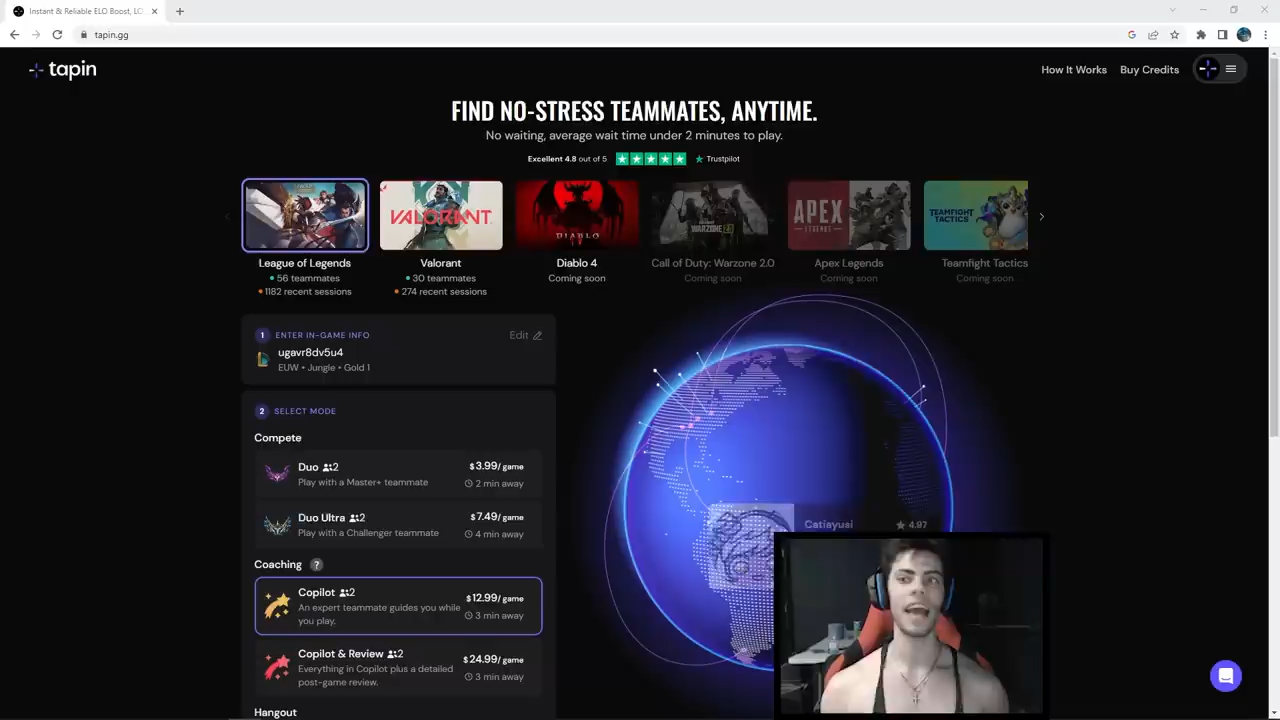 Instant & Reliable ELO Boost, LC
tapin.gg
tapin
How It Works
Buy Credits
FIND NO-STRESS TEAMMATES, ANYTIME.
No waiting, average wait time under 2 minutes to play.
Excellent 4.8 out of 5 Trustpilot
VALORANT
DIABLO
WARZONE 2.0
APEX
LEGENDS
TEAMFIGHT
TACTICS
League of Legends
56 teammates
1182 recent sessions
Valorant
30 teammates
274 recent sessions
Diablo 4
Coming soon
Call of Duty: Warzone 2.0
Coming soon
Apex Legends
Coming soon
Teamfight Tactics
Coming soon
1 ENTER IN-GAME INFO Edit
ugavr8dv5u4
EUW • Jungle • Gold 1
2 SELECT MODE
Compete
Duo 2 $3.99/ game
Play with a Master+ teammate 2 min away
Duo Ultra 2 $7.49/ game
Play with a Challenger teammate 4 min away
Coaching ?
Copilot 2 $12.99/ game
An expert teammate guides you while 3 min away
you play.
Copilot & Review 2 $24.99/ game
Everything in Copilot plus a detailed 3 min away
post-game review.
Hangout
Catiayusi 4.97